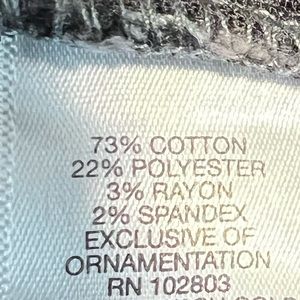 73% COTTON
22% POLYESTER
3% RAYON
2% SPANDEX
EXCLUSIVE OF
ORNAMENTATION
RN 102803